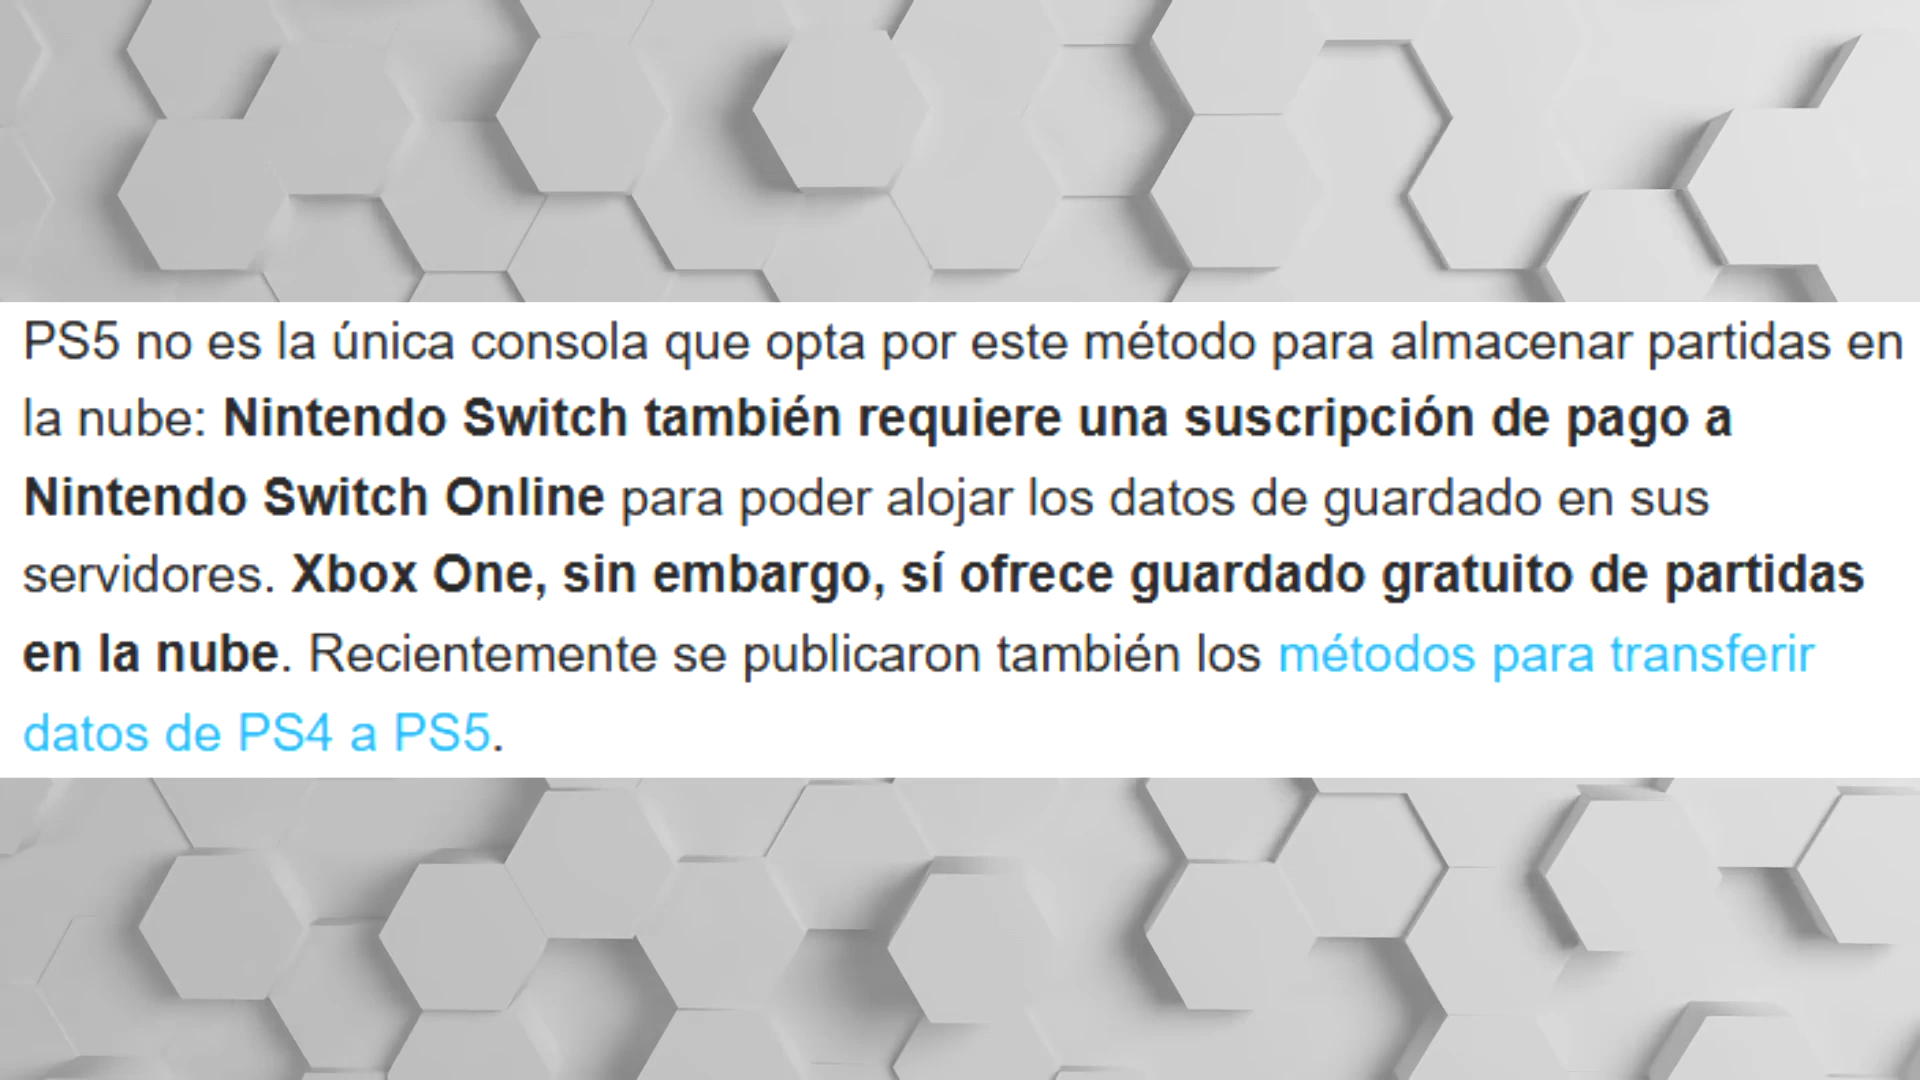 PS5 no es la única consola que opta por este método para almacenar partidas en
la nube: Nintendo Switch también requiere una suscripción de pago a
Nintendo Switch Online para poder alojar los datos de guardado en sus
servidores. Xbox One, sin embargo, sí ofrece guardado gratuito de partidas
en la nube. Recientemente se publicaron también los métodos para transferir
datos de PS4 a PS5.